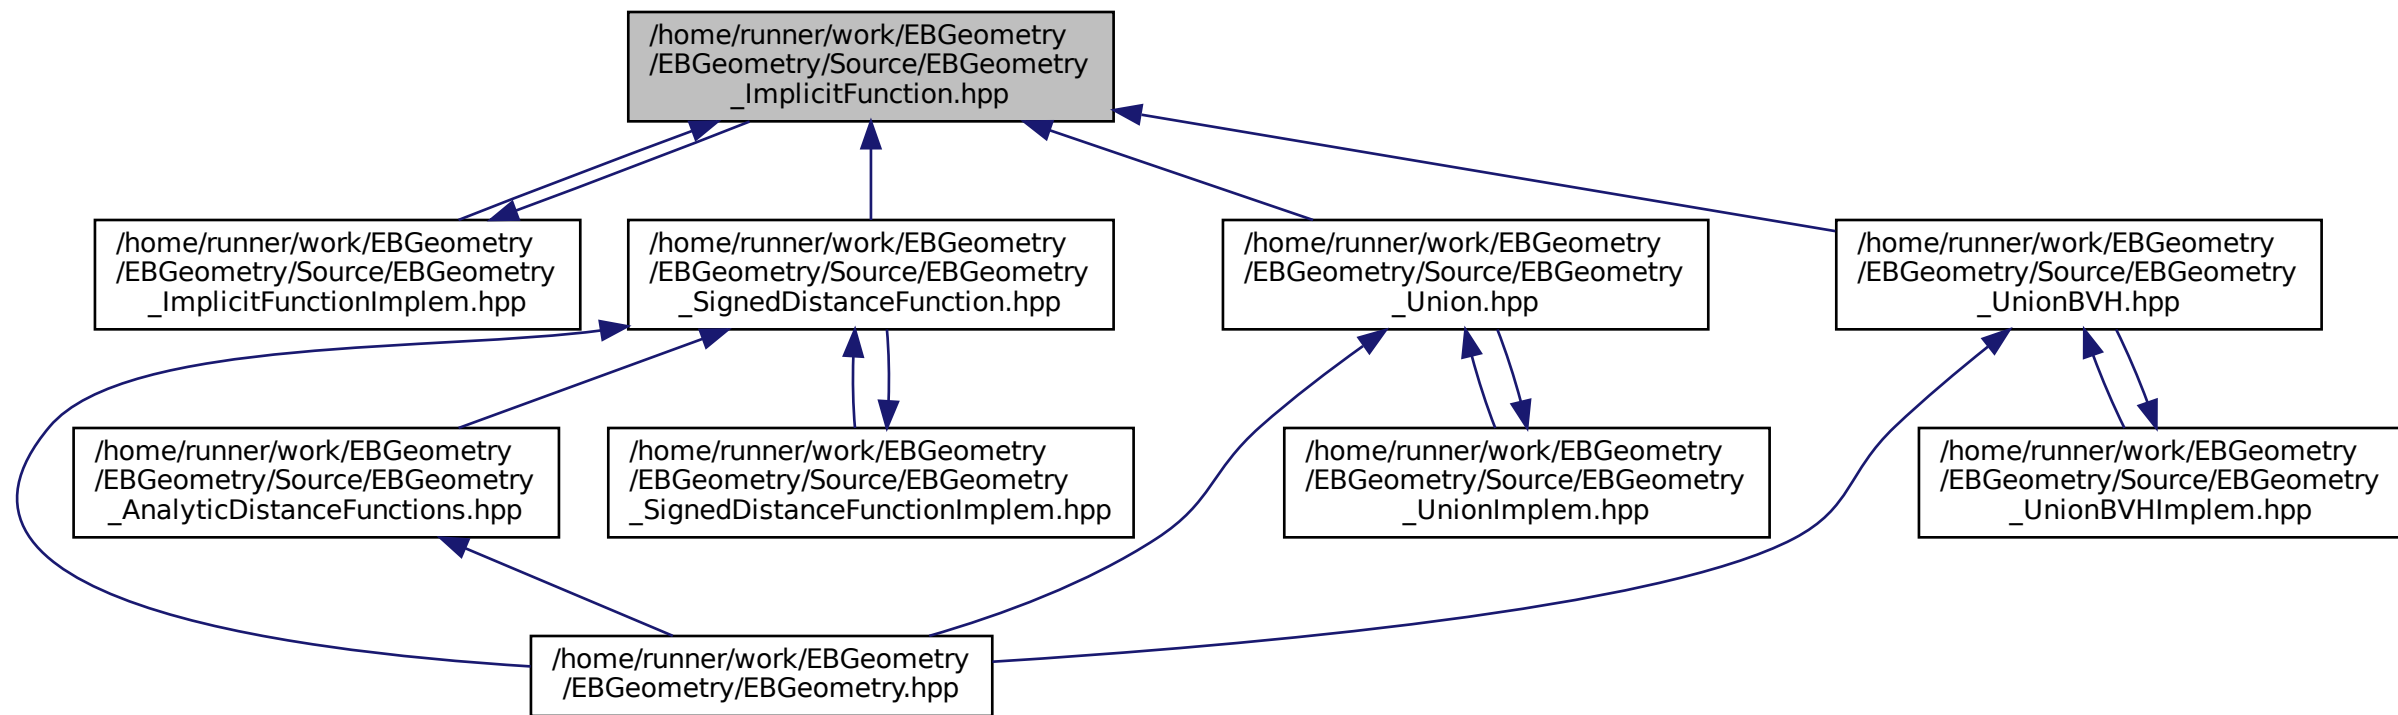 /home/runner/work/EBGeometry
/EBGeometry/Source/EBGeometry
_ImplicitFunction.hpp
/home/runner/work/EBGeometry
/EBGeometry/Source/EBGeometry
_ImplicitFunctionImplem.hpp
/home/runner/work/EBGeometry
/EBGeometry/Source/EBGeometry
_SignedDistanceFunction.hpp
/home/runner/work/EBGeometry
/EBGeometry/Source/EBGeometry
_Union.hpp
/home/runner/work/EBGeometry
/EBGeometry/Source/EBGeometry
_UnionBVH.hpp
/home/runner/work/EBGeometry
/EBGeometry/Source/EBGeometry
_AnalyticDistanceFunctions.hpp
/home/runner/work/EBGeometry
/EBGeometry/Source/EBGeometry
_SignedDistanceFunctionImplem.hpp
/home/runner/work/EBGeometry
/EBGeometry/Source/EBGeometry
_UnionImplem.hpp
/home/runner/work/EBGeometry
/EBGeometry/Source/EBGeometry
_UnionBVHImplem.hpp
/home/runner/work/EBGeometry
/EBGeometry/EBGeometry.hpp